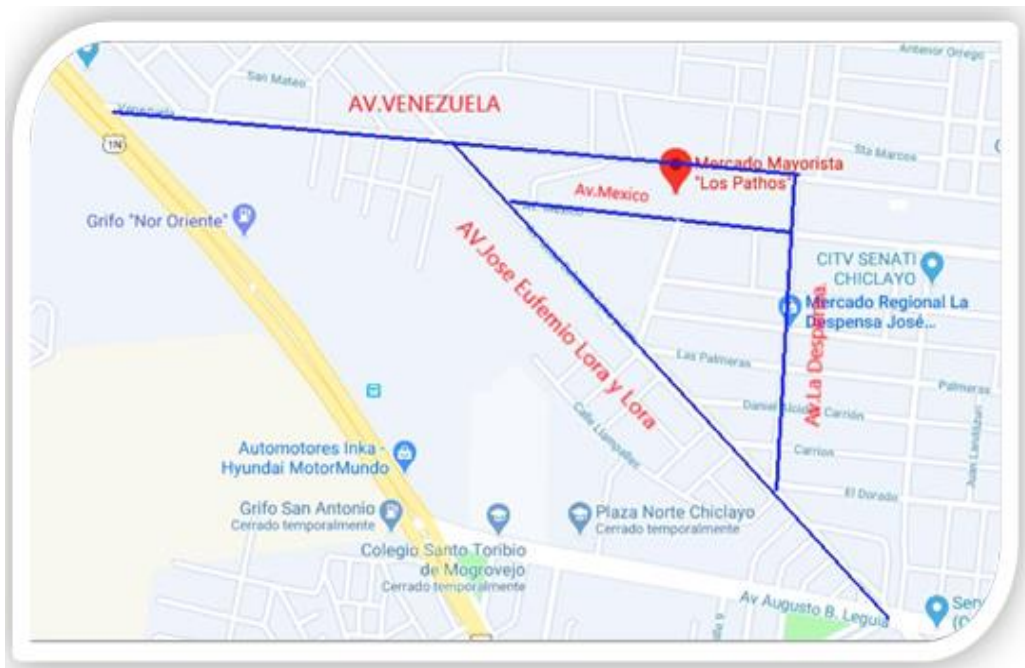 Antenor Orrego
San Mateo
AV.VENEZUELA
Venezuela
1N
Sta Marcos
Mercado Mayorista
"Los Pathos"
Av.Mexico
Grifo "Nor Oriente"
AV.Jose Eufemio Lora y Lora
CITV SENATI
CHICLAYO
Mercado Regional La
Despensa José...
Av.La Despensa
Las Palmeras
Palmeras
Daniel Alcides Carrión
Juan Landázuri
Calle Llampalles
Carrion
Automotores Inka -
Hyundai MotorMundo
El Dorado
Grifo San Antonio
Cerrado temporalmente
Plaza Norte Chiclayo
Cerrado temporalmente
Colegio Santo Toribio
de Mogrovejo
Cerrado temporalmente
Av Augusto B. Leguia